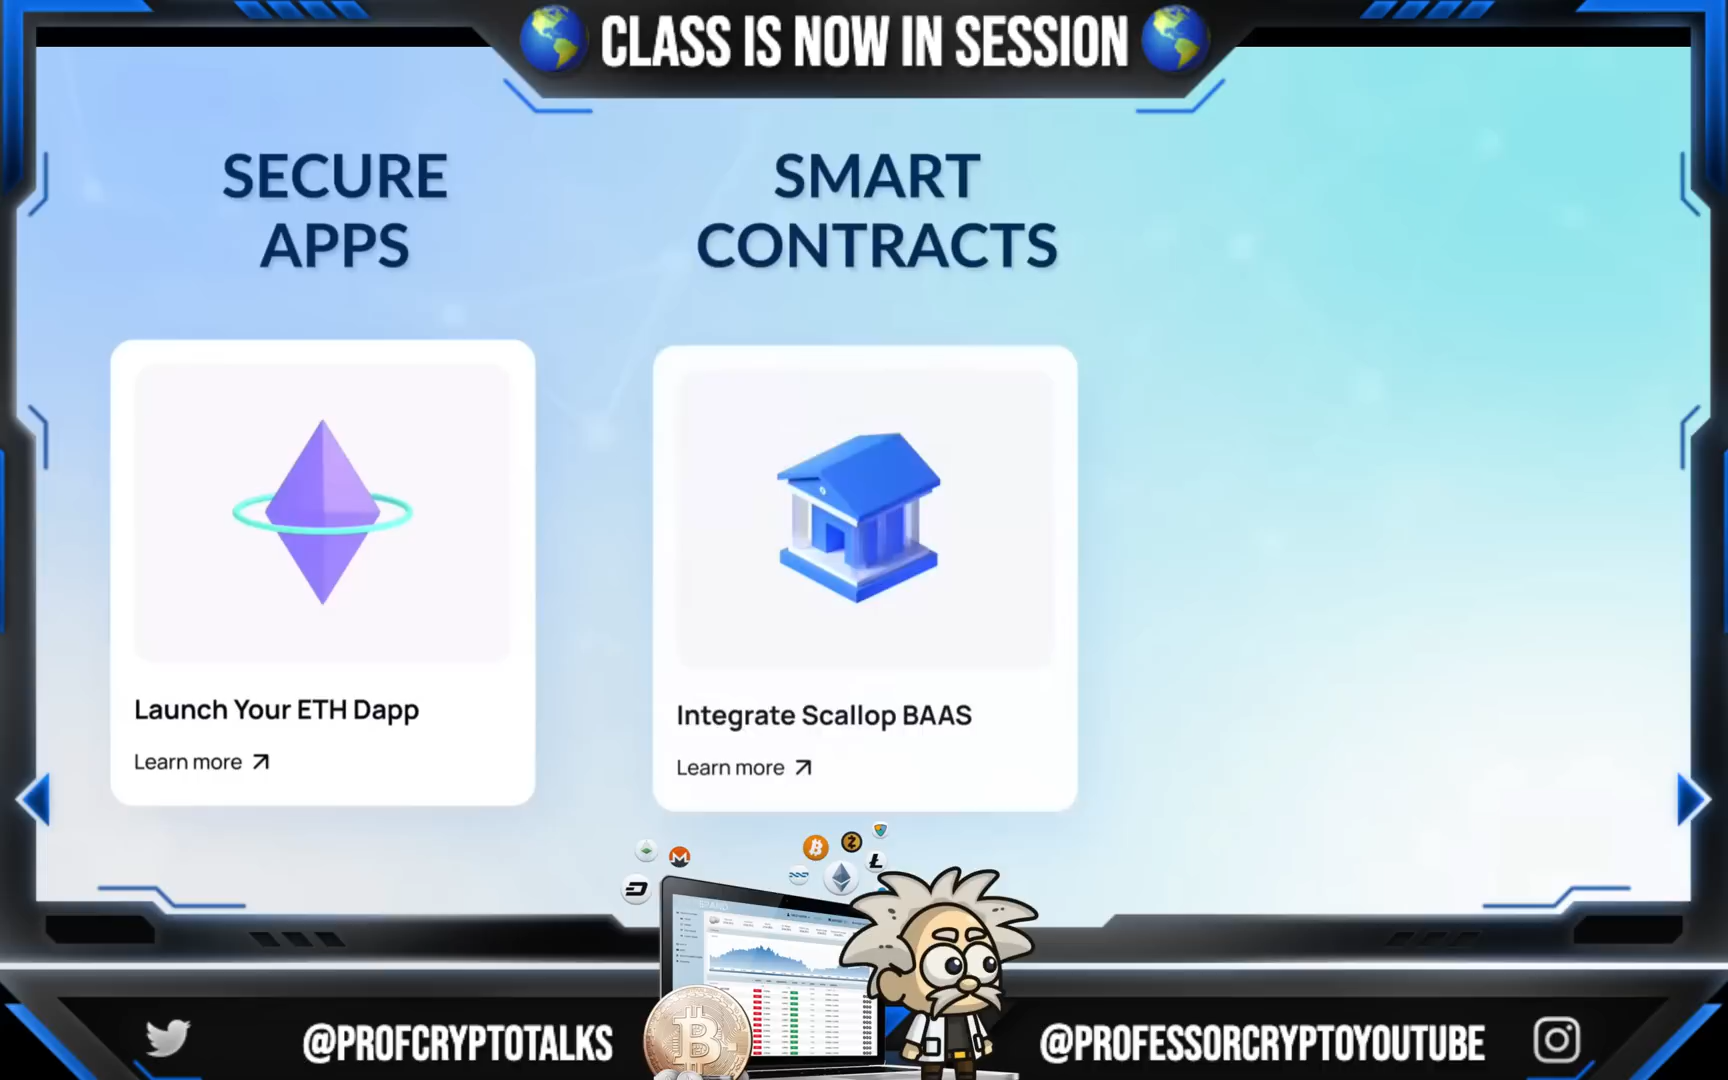 CLASS IS NOW IN SESSION
SECURE
APPS
SMART
CONTRACTS
Launch Your ETH Dapp
Learn more
Integrate Scallop BAAS
Learn more
@PROFCRYPTOTALKS
@PROFESSORCRYPTOYOUTUBE